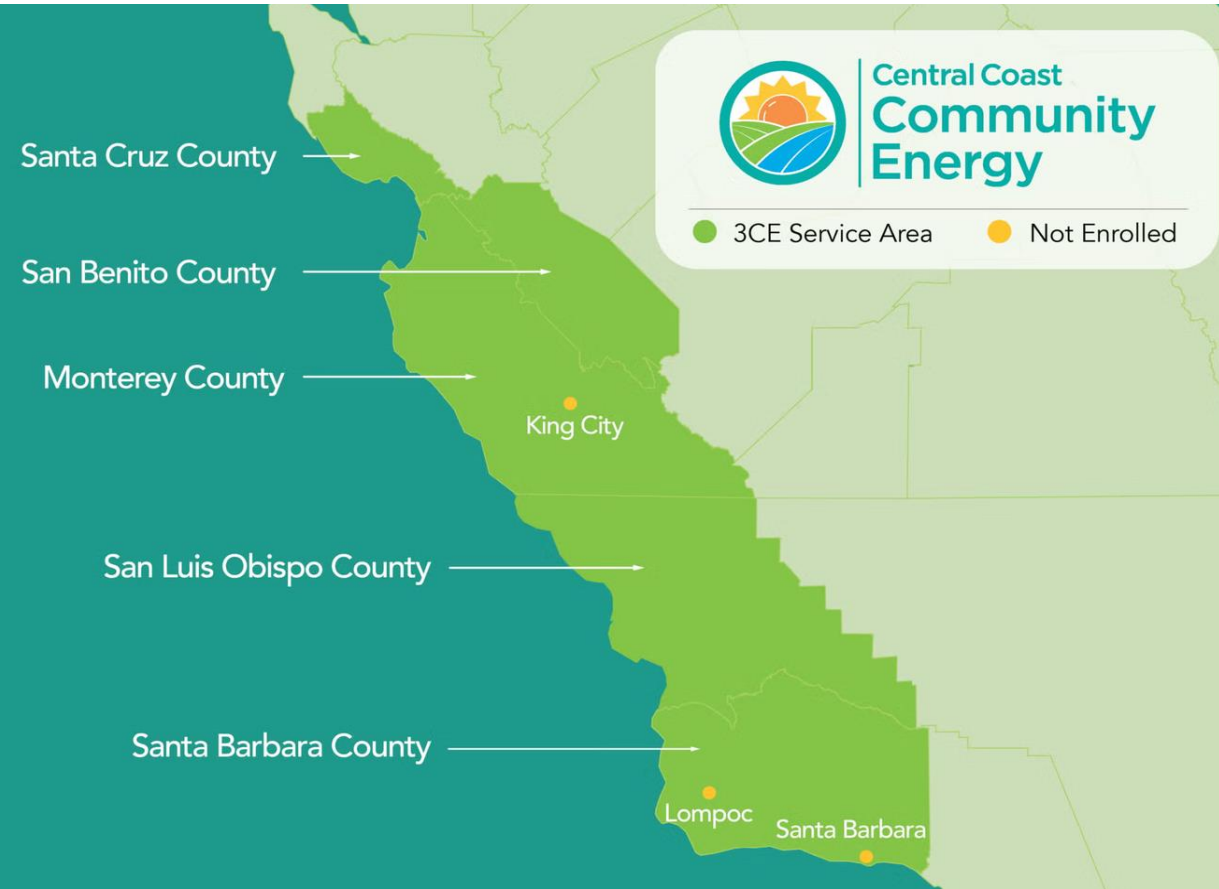 Central Coast
Community
Energy
3CE Service Area
Not Enrolled
Santa Cruz County
San Benito County
Monterey County
King City
San Luis Obispo County
Santa Barbara County
Lompoc
Santa Barbara